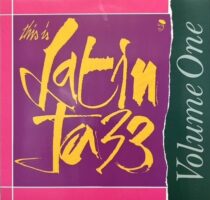 this is
Latin
Jazz
Volume One